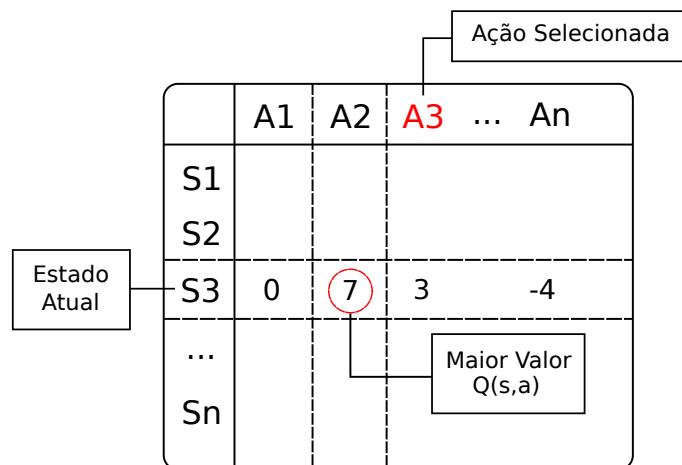 Ação Selecionada
A1 A2 A3 ... An
S1
S2
Estado
Atual
S3 0 7 3 -4
...
Maior Valor
Q(s,a)
Sn